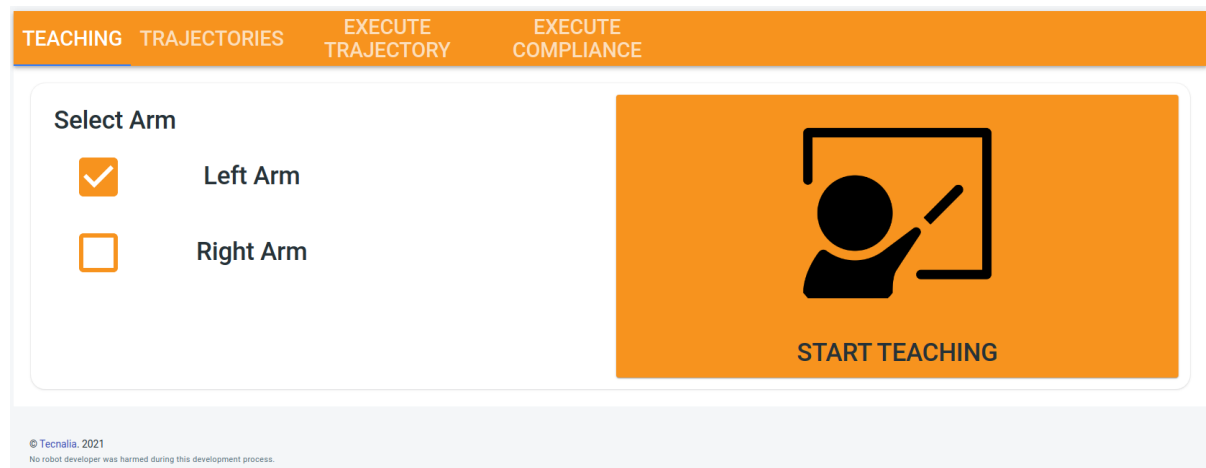 TEACHING TRAJECTORIES EXECUTE TRAJECTORY EXECUTE COMPLIANCE
Select Arm
Left Arm
Right Arm
START TEACHING
© Tecnalia. 2021
No robot developer was harmed during this development process.